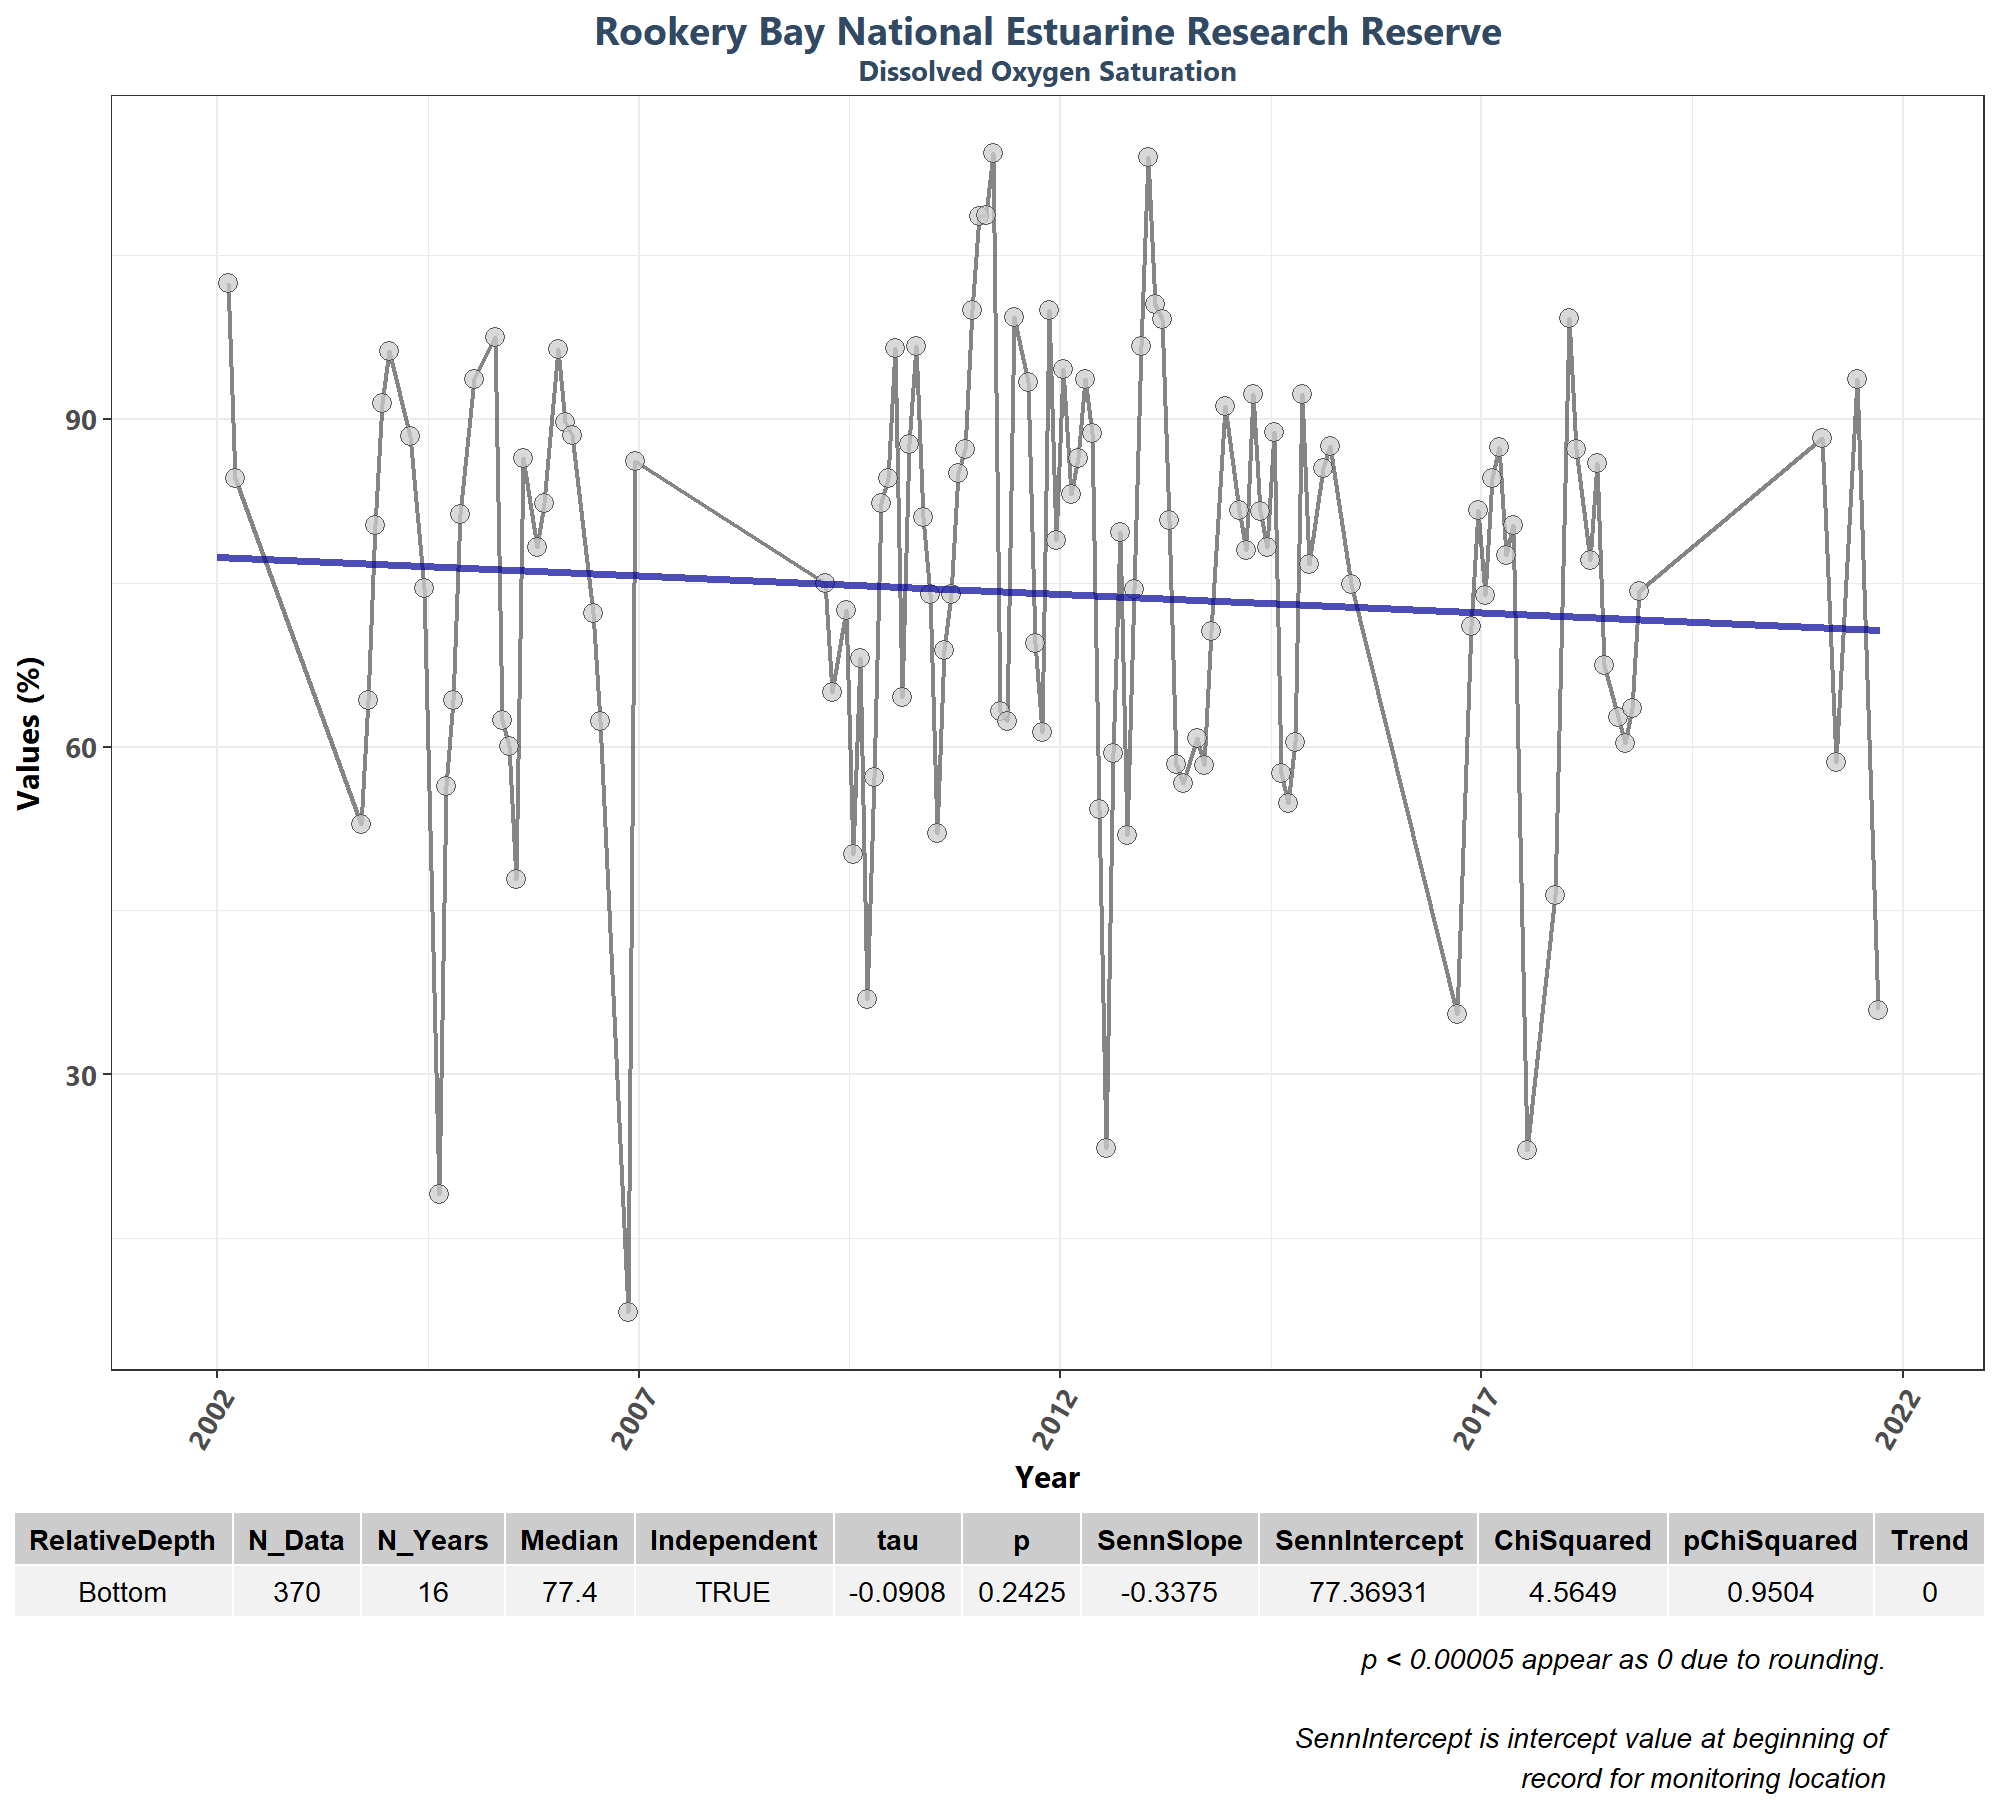 Rookery Bay National Estuarine Research Reserve
Dissolved Oxygen Saturation
Values (%)
90
60
30
2002 2007 2012 2017 2022
Year
RelativeDepth N_Data N_Years Median Independent tau p SennSlope SennIntercept ChiSquared pChiSquared Trend
Bottom 370 16 77.4 TRUE -0.0908 0.2425 -0.3375 77.36931 4.5649 0.9504 0
p < 0.00005 appear as 0 due to rounding.
SennIntercept is intercept value at beginning of
record for monitoring location